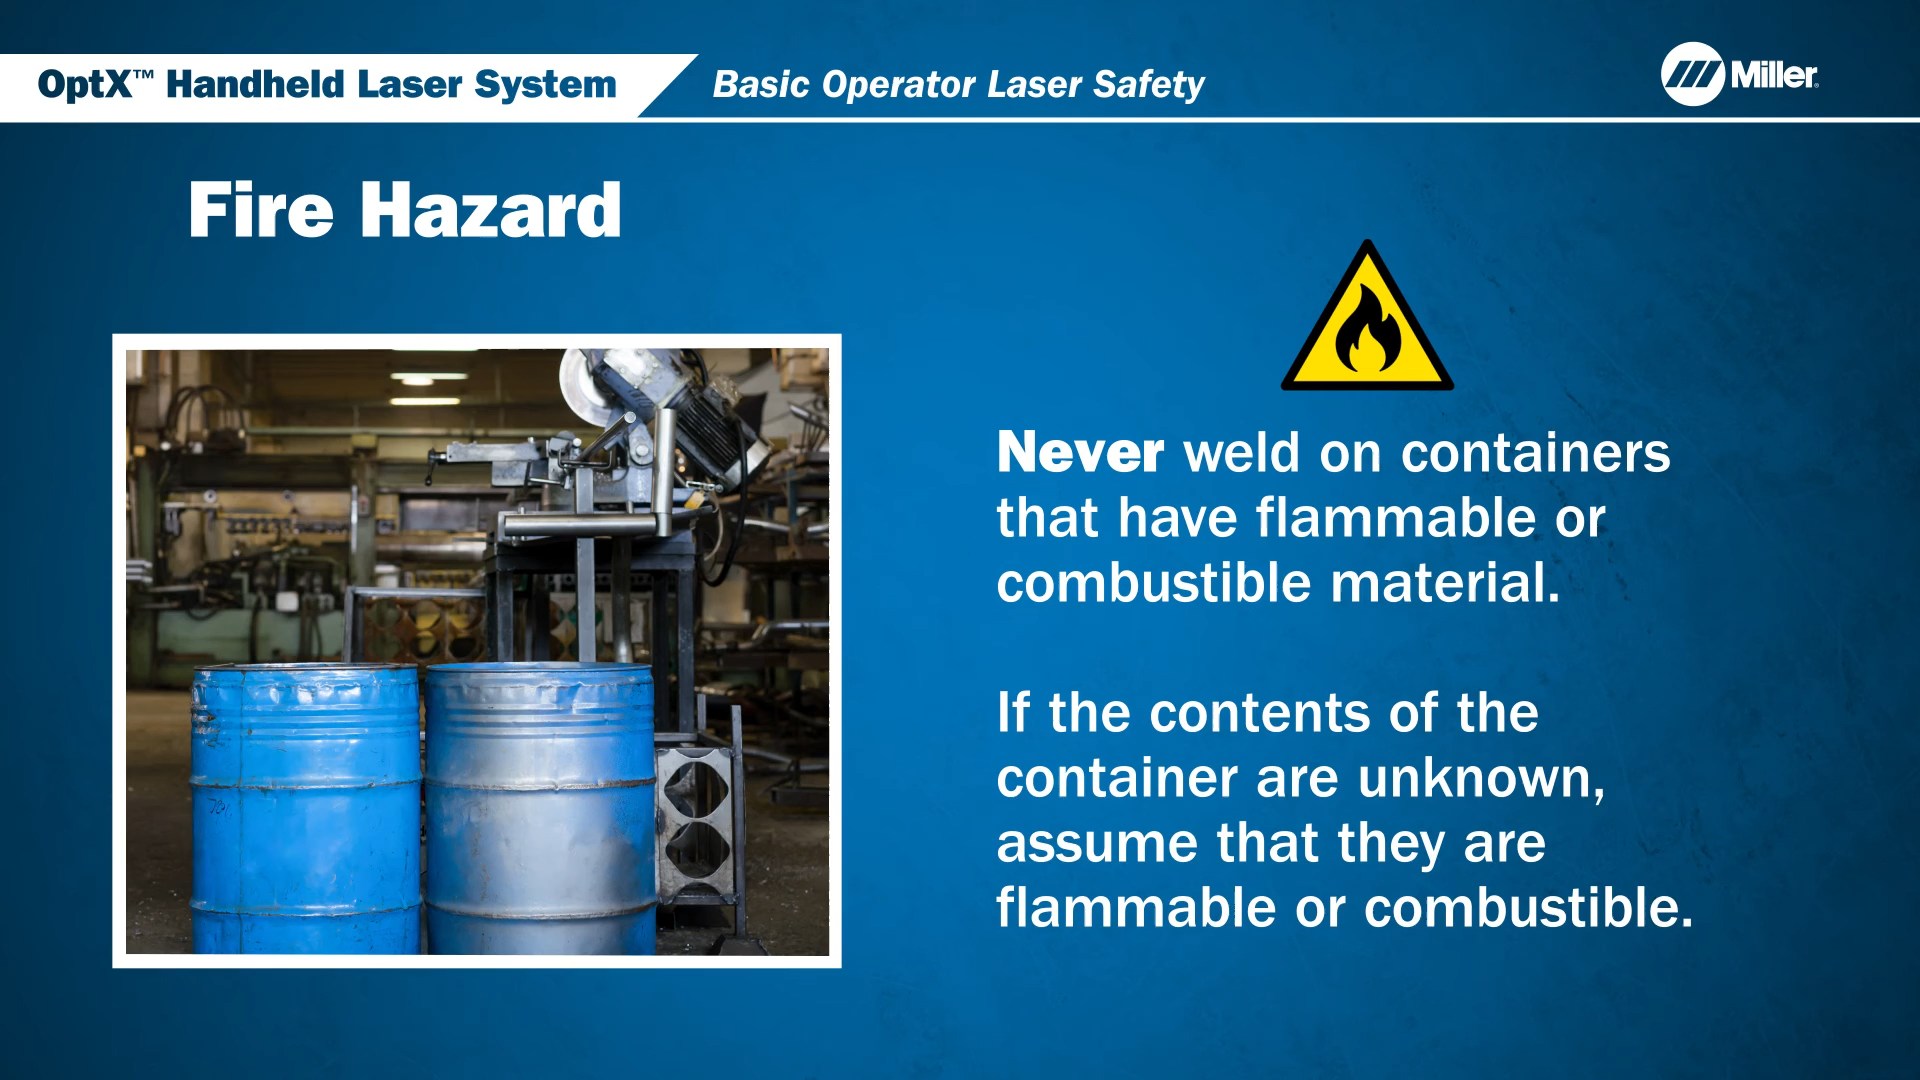 OptX™ Handheld Laser System
Basic Operator Laser Safety
Miller®
Fire Hazard
Never weld on containers
that have flammable or
combustible material.
If the contents of the
container are unknown,
assume that they are
flammable or combustible.